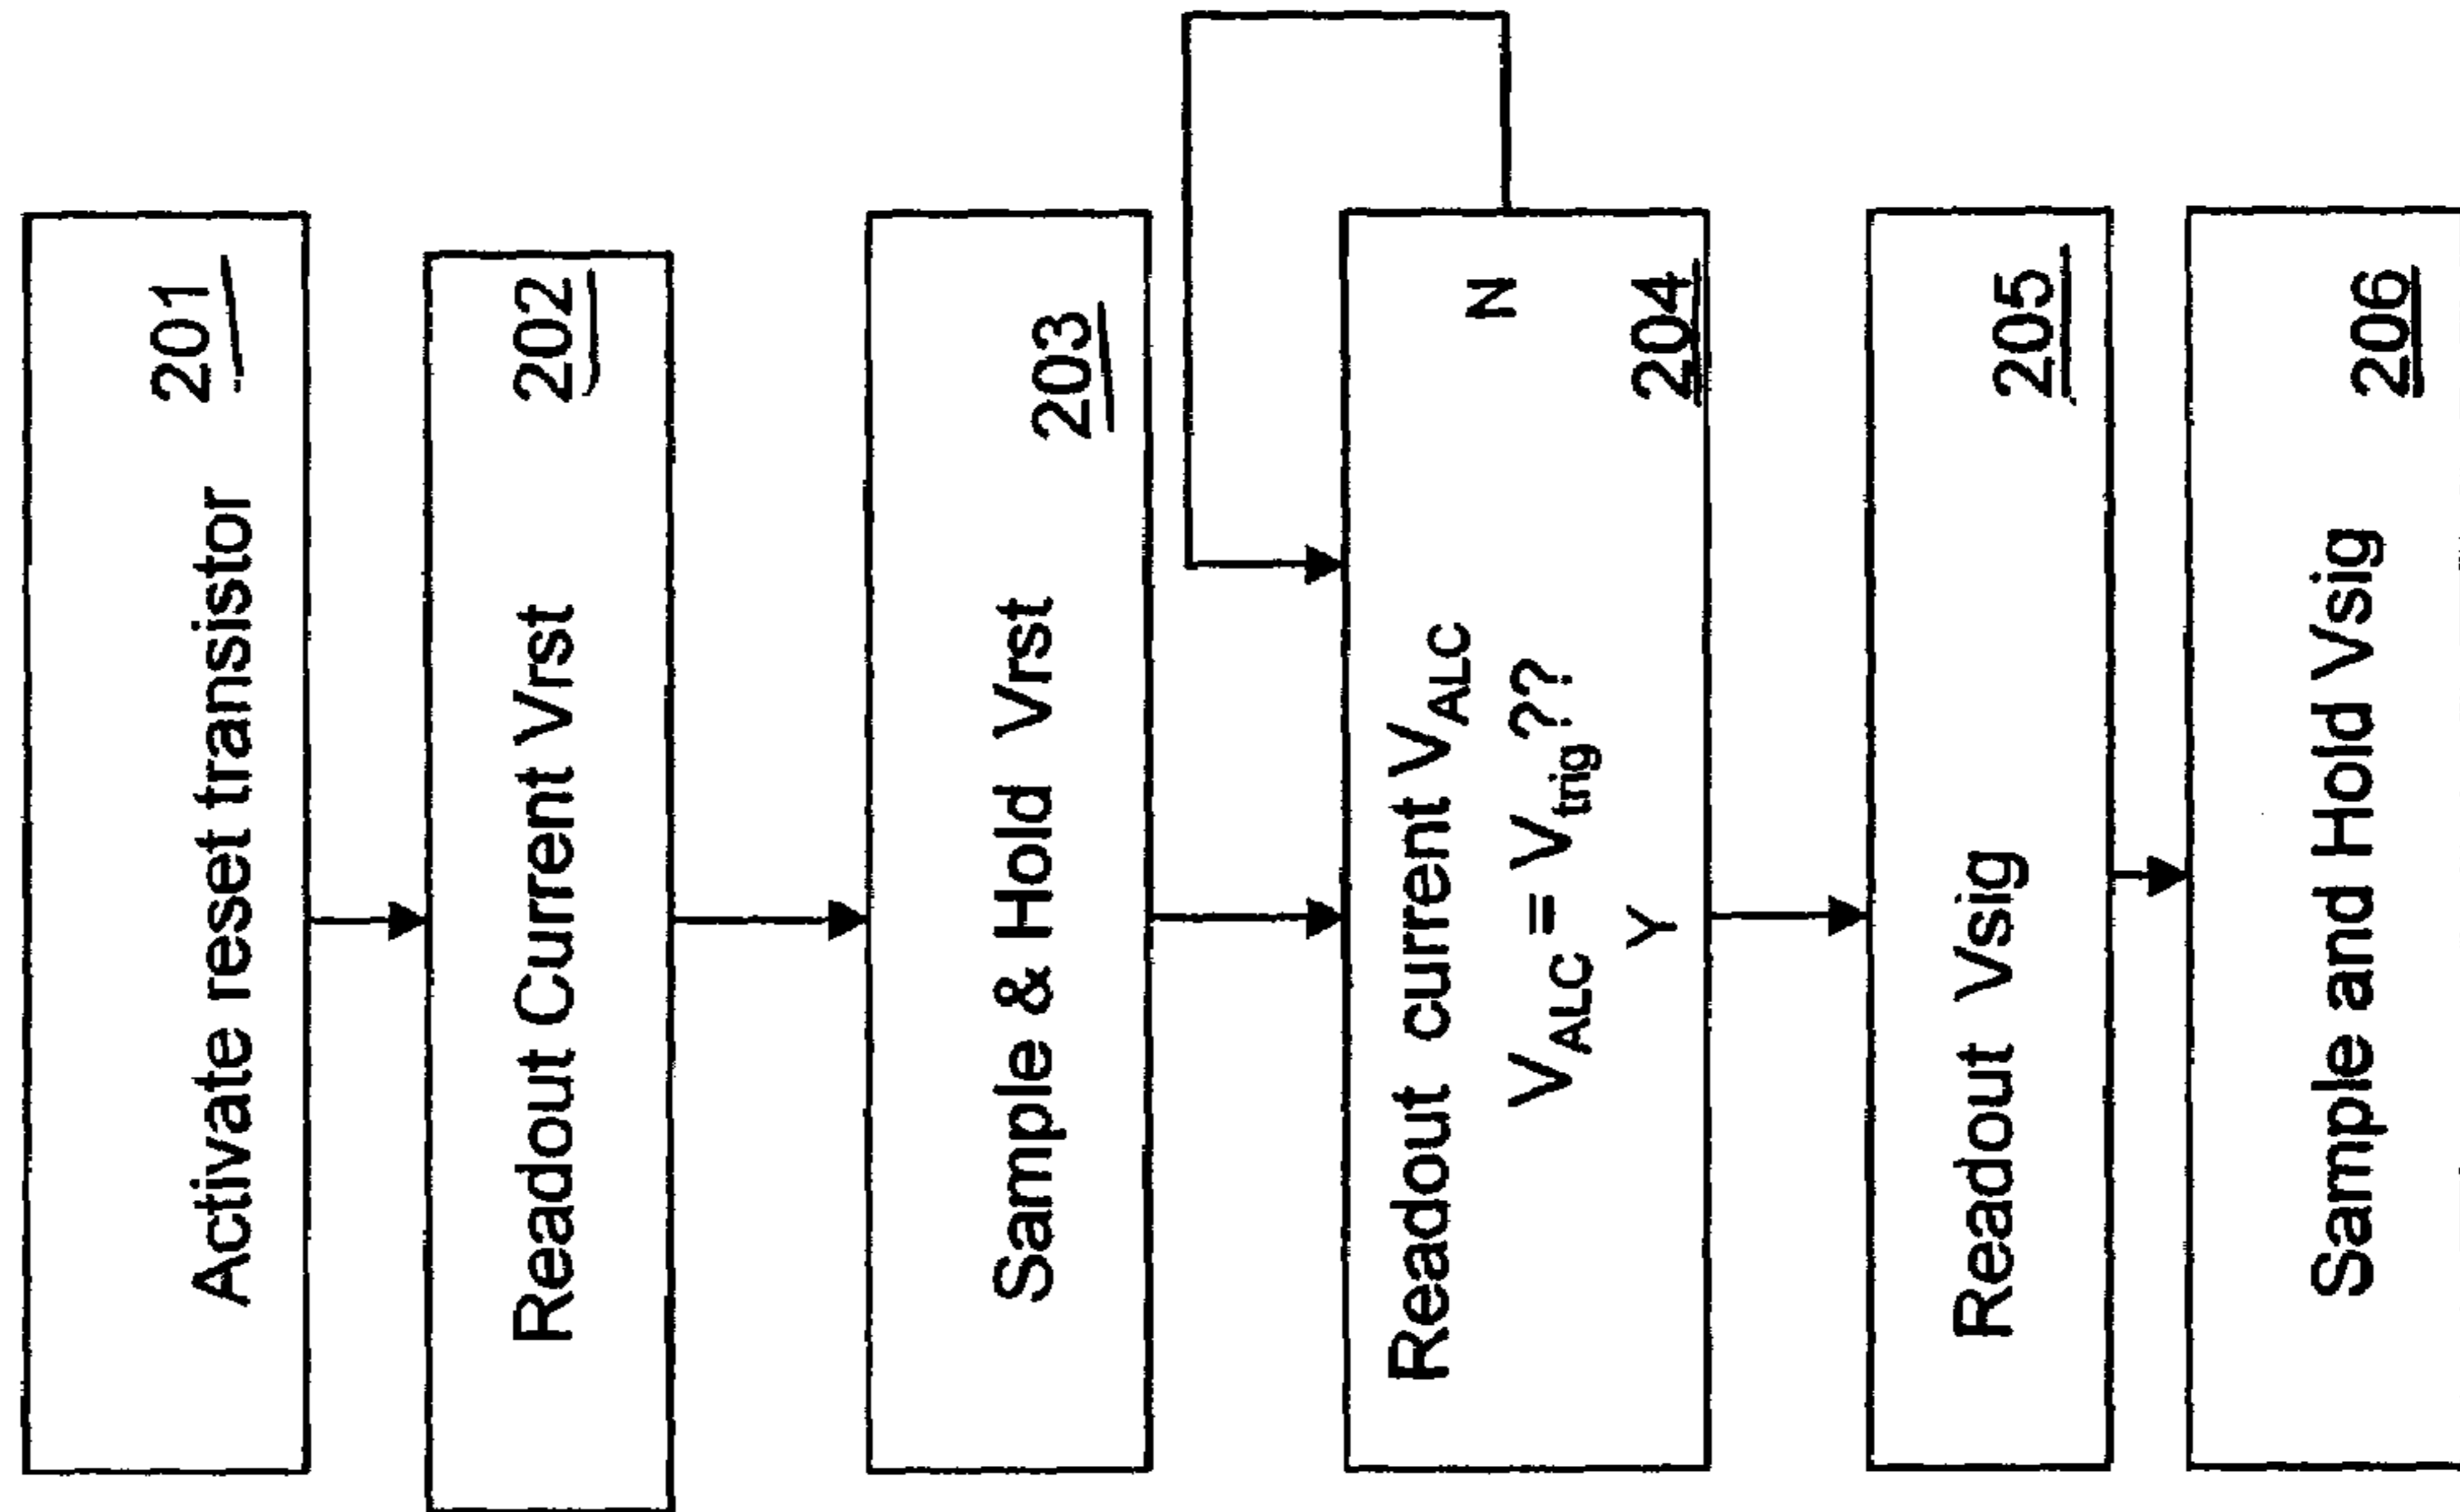 Activate reset transistor 201
Readout Current Vrst 202
Sample & Hold Vrst 203
Readout current VALC
VALC = Vtrig ??
N
Y
204
Readout Vsig 205
Sample and Hold Vsig 206